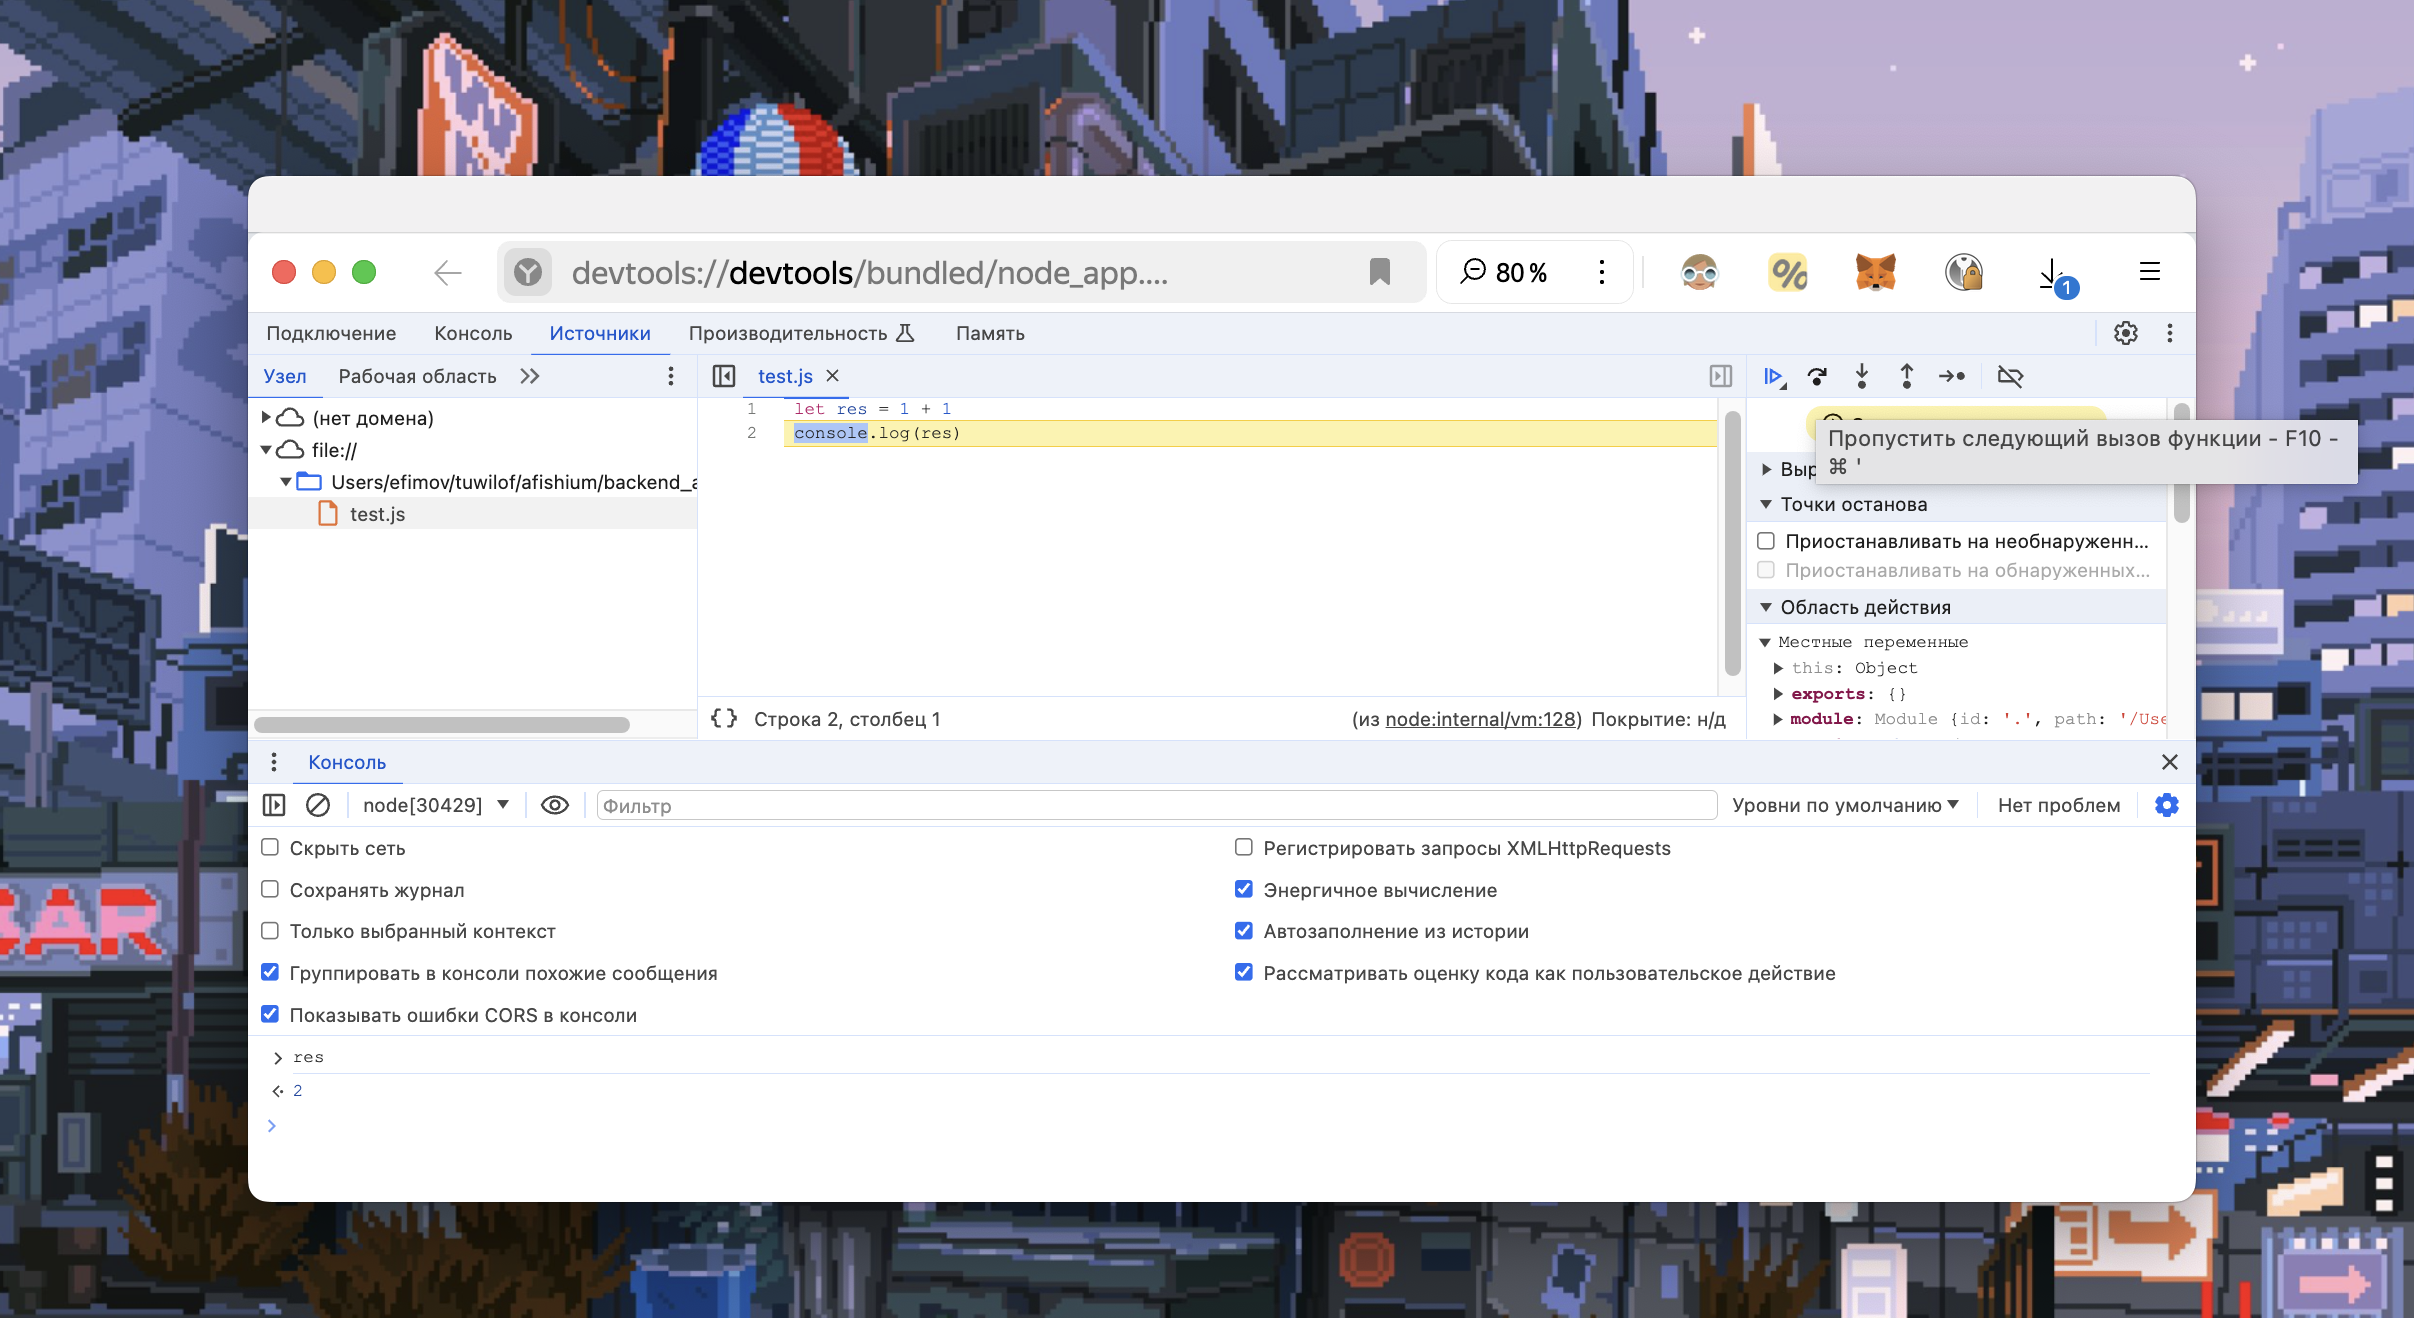 devtools://devtools/bundled/node_app....
80 %
1
Подключение Консоль Источники Производительность Память
Узел Рабочая область
test.js
(нет домена)
file://
Users/efimov/tuwilof/afishium/backend_a
test.js
1 let res = 1 + 1
2 console.log(res)
Строка 2, столбец 1
(из node:internal/vm:128) Покрытие: н/д
Пропустить следующий вызов функции - F10 -
⌘ '
Выр
Точки останова
Приостанавливать на необнаруженн...
Приостанавливать на обнаруженных...
Область действия
Местные переменные
this: Object
exports: {}
module: Module {id: '.', path: '/Use
Консоль
node[30429]
Фильтр
Уровни по умолчанию
Нет проблем
Скрыть сеть
Регистрировать запросы XMLHttpRequests
Сохранять журнал
Энергичное вычисление
Только выбранный контекст
Автозаполнение из истории
Группировать в консоли похожие сообщения
Рассматривать оценку кода как пользовательское действие
Показывать ошибки CORS в консоли
res
2
BAR